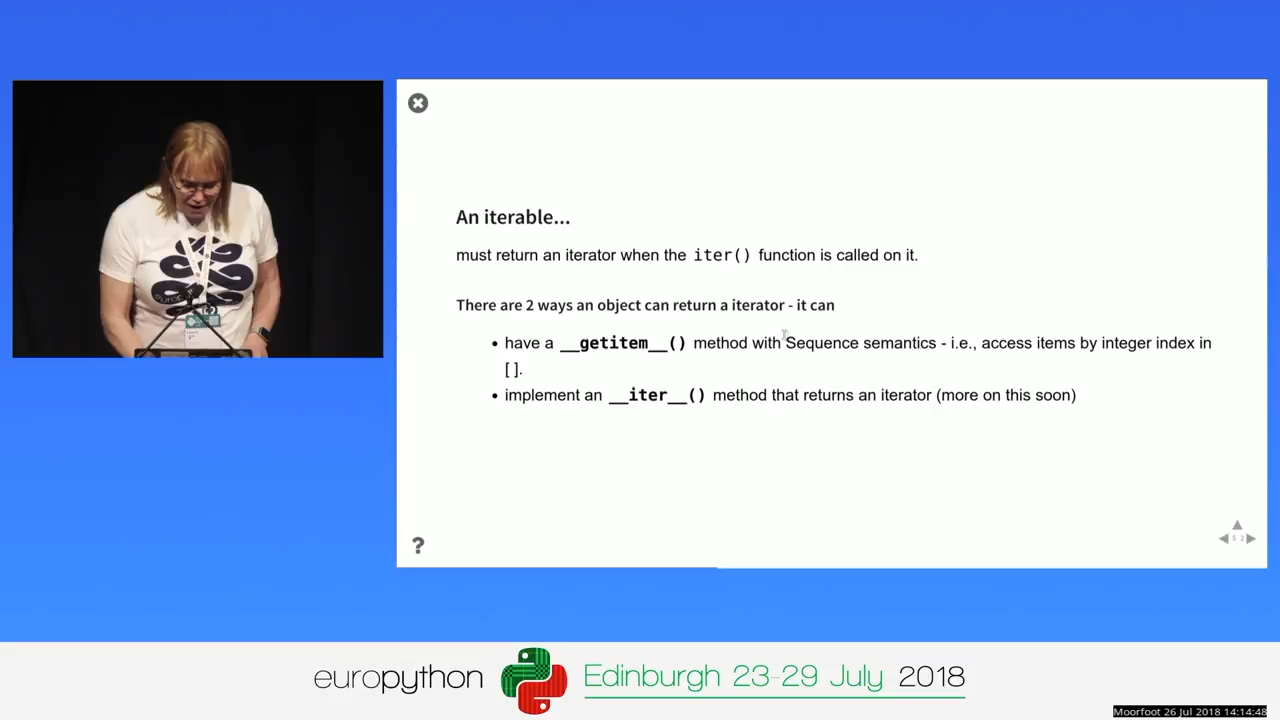 An iterable...
must return an iterator when the iter() function is called on it.
There are 2 ways an object can return a iterator - it can
• have a __getitem__() method with Sequence semantics - i.e., access items by integer index in
[ ].
• implement an __iter__() method that returns an iterator (more on this soon)
?
5 2
europython Edinburgh 23-29 July 2018
Moorfoot 26 Jul 2018 14:14:48